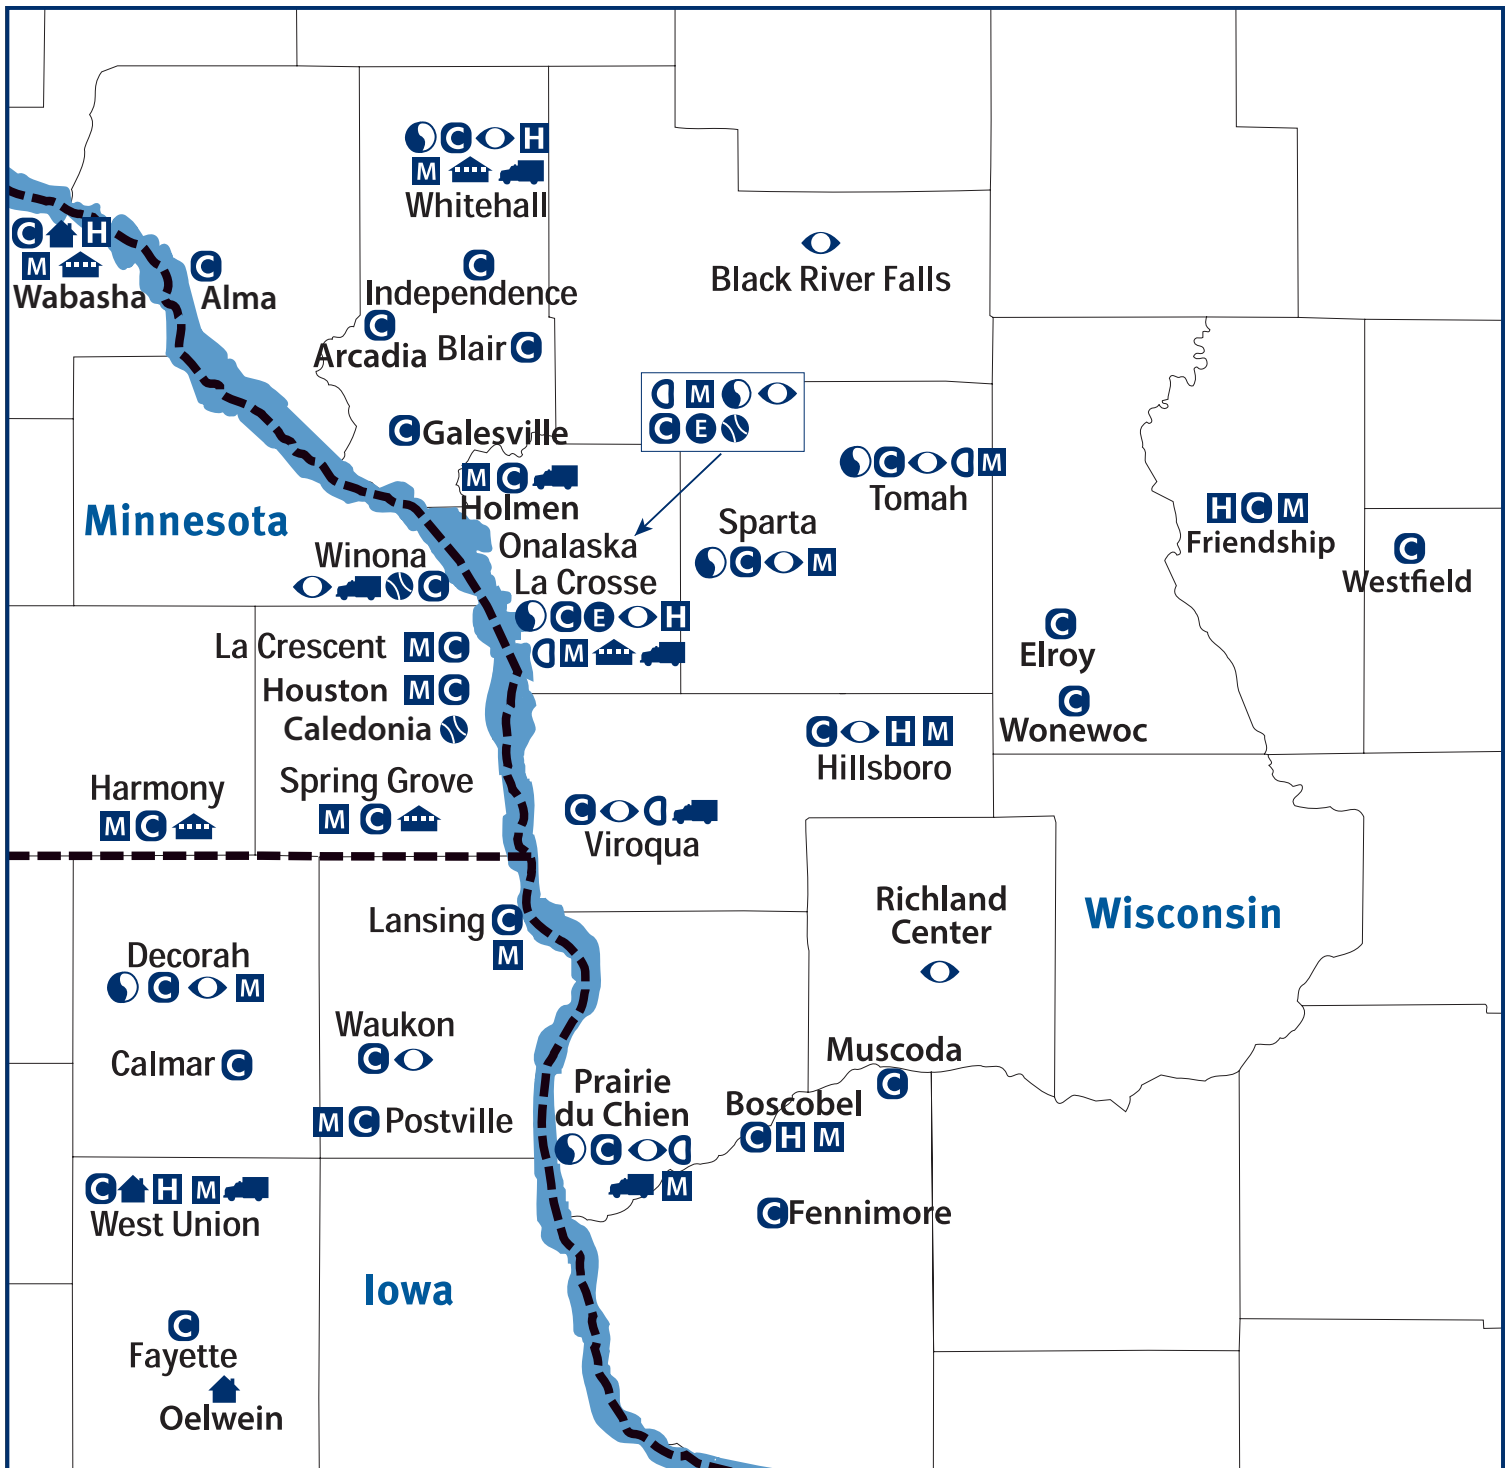 C H
M
Whitehall
C H
M
Wabasha
C
Alma
C
Independence
Black River Falls
C
Arcadia
Blair C
M
C E
C Galesville
M C
Holmen
C M
Tomah
Minnesota
Onalaska
Sparta
C M
H C M
Friendship
C
Westfield
Winona
C
La Crosse
C E H
M
La Crescent M C
C
Elroy
Houston M C
Caledonia
C
Wonewoc
C H M
Hillsboro
Harmony
M C
Spring Grove
M C
C
Viroqua
Lansing C
M
Richland
Center
Wisconsin
Decorah
C M
Calmar C
Waukon
C
M C Postville
Prairie
du Chien
C
M
Muscoda
C
Boscobel
C H M
C H M
West Union
C Fennimore
Iowa
C
Fayette
Oelwein